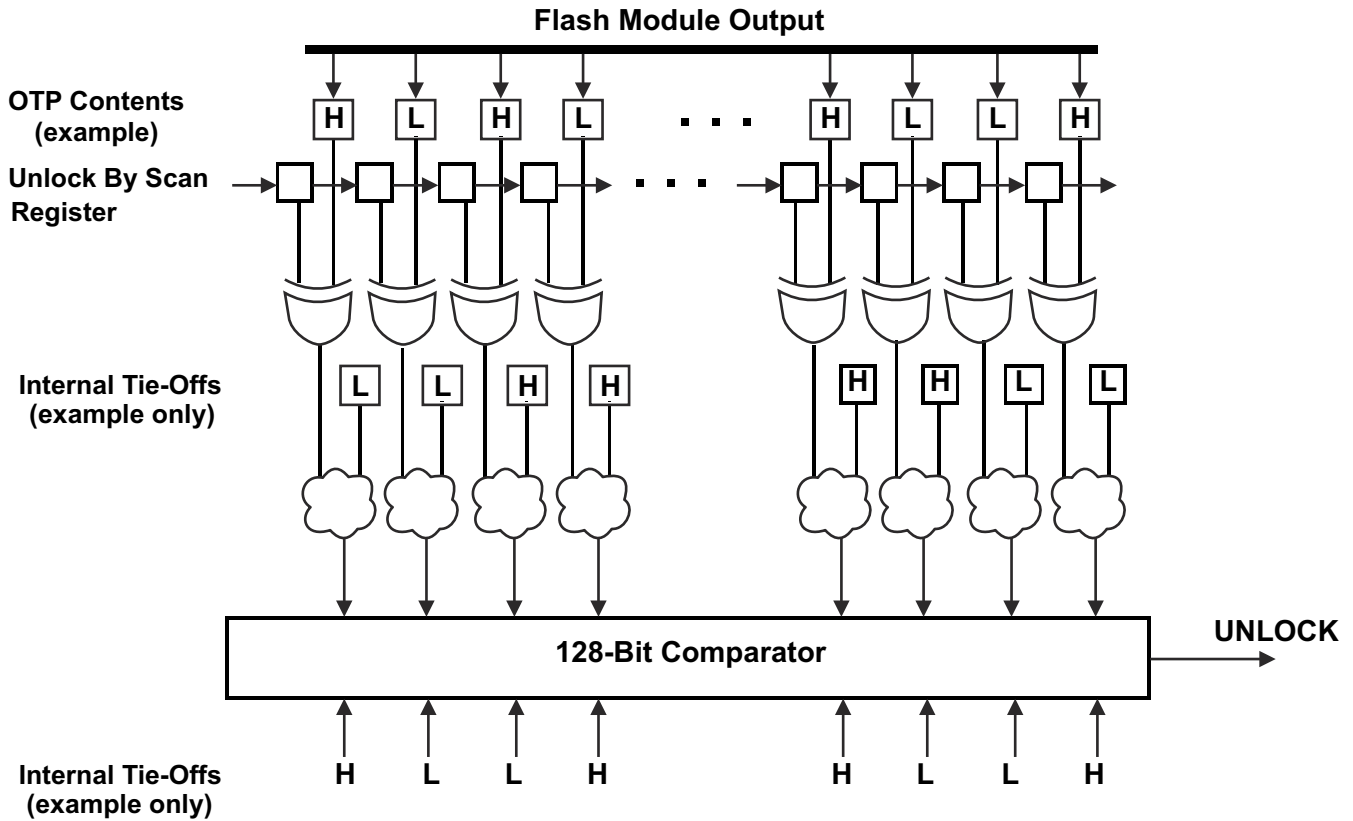 Flash Module Output
OTP Contents
(example)
H L H L . . . H L L H
Unlock By Scan
Register
. . .
Internal Tie-Offs
(example only)
L L H H H H L L
128-Bit Comparator
UNLOCK
Internal Tie-Offs
(example only)
H L L H H L L H